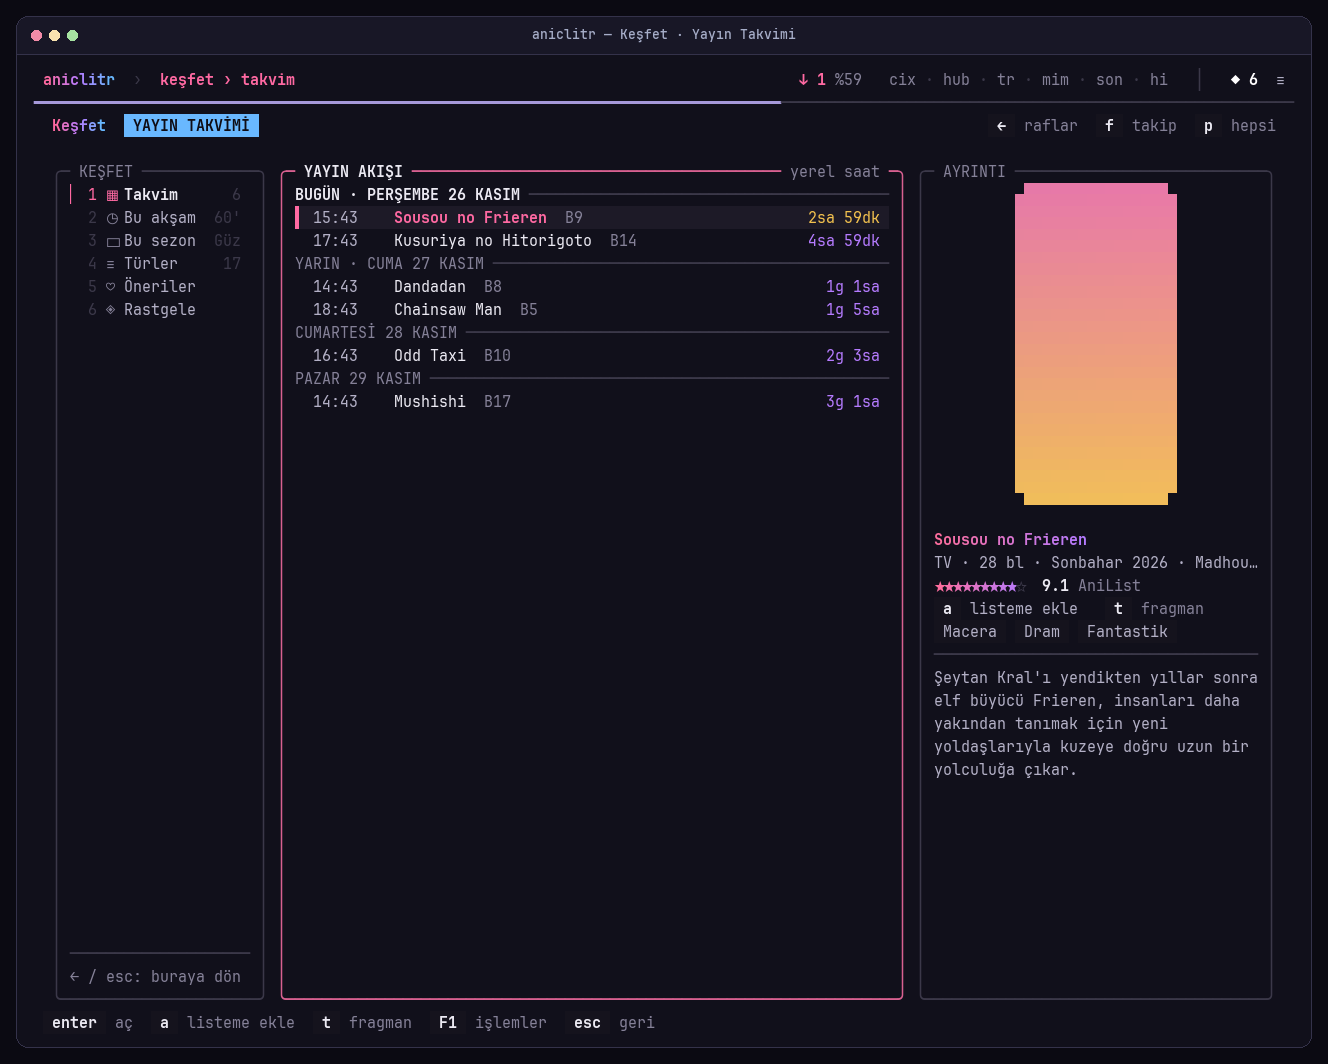 aniclitr — Keşfet · Yayın Takvimi
aniclitr › keşfet › takvim ↓ 1 %59 cix · hub · tr · mim · son · hi │ ◆ 6 ≡
Keşfet YAYIN TAKVİMİ ← raflar f takip p hepsi
KEŞFET
1 ▦ Takvim 6
2 ◷ Bu akşam 60'
3 ▭ Bu sezon Güz
4 ≡ Türler 17
5 ♡ Öneriler
6 ◈ Rastgele
← / esc: buraya dön
YAYIN AKIŞI yerel saat
BUGÜN · PERŞEMBE 26 KASIM
15:43 Sousou no Frieren B9 2sa 59dk
17:43 Kusuriya no Hitorigoto B14 4sa 59dk
YARIN · CUMA 27 KASIM
14:43 Dandadan B8 1g 1sa
18:43 Chainsaw Man B5 1g 5sa
CUMARTESİ 28 KASIM
16:43 Odd Taxi B10 2g 3sa
PAZAR 29 KASIM
14:43 Mushishi B17 3g 1sa
AYRINTI
Sousou no Frieren
TV · 28 bl · Sonbahar 2026 · Madhou…
★★★★★★★★★☆ 9.1 AniList
a listeme ekle t fragman
Macera Dram Fantastik
Şeytan Kral'ı yendikten yıllar sonra
elf büyücü Frieren, insanları daha
yakından tanımak için yeni
yoldaşlarıyla kuzeye doğru uzun bir
yolculuğa çıkar.
enter aç a listeme ekle t fragman F1 işlemler esc geri